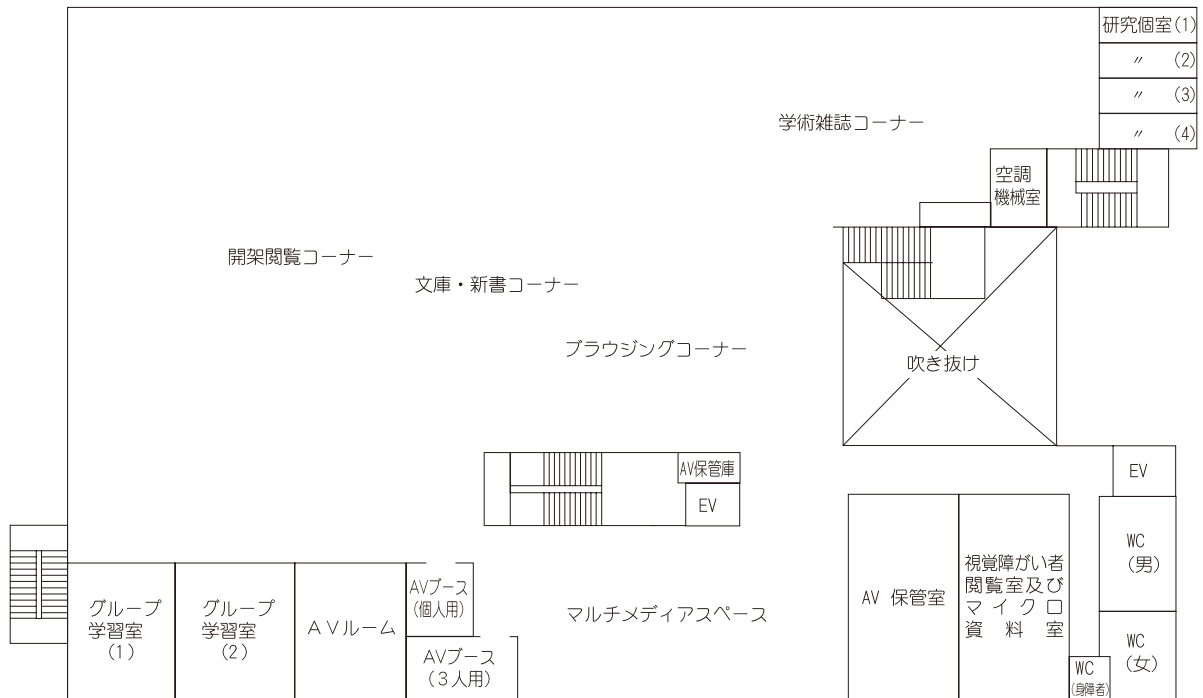 研究個室(1)
〃 (2)
〃 (3)
〃 (4)
学術雑誌コーナー
空調
機械室
開架閲覧コーナー
文庫・新書コーナー
ブラウジングコーナー
吹き抜け
AV保管庫
EV
EV
グループ
学習室
(1)
グループ
学習室
(2)
AVルーム
AVブース
(個人用)
AVブース
(3人用)
マルチメディアスペース
AV 保管室
視覚障がい者
閲覧室及び
マイクロ
資料室
WC
(男)
WC
(女)
WC
(身障者)